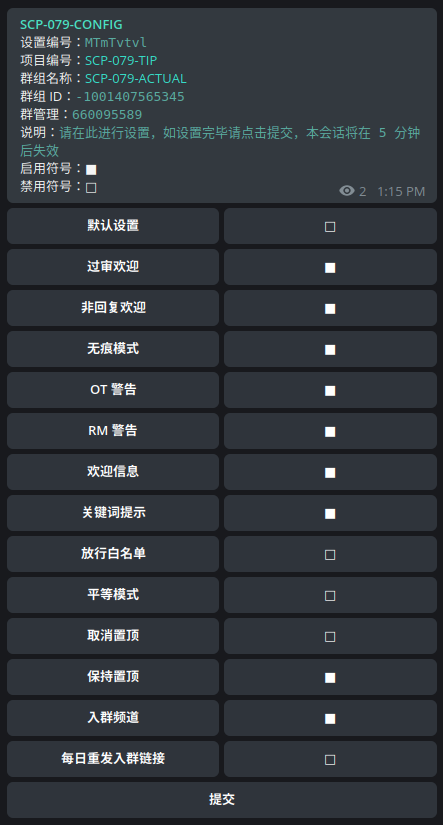 SCP-079-CONFIG
设置编号：MTmTvtvl
项目编号：SCP-079-TIP
群组名称：SCP-079-ACTUAL
群组 ID：-1001407565345
群管理：660095589
说明：请在此进行设置，如设置完毕请点击提交，本会话将在 5 分钟
后失效
启用符号：■
禁用符号：□
2 1:15 PM
默认设置 □
过审欢迎 ■
非回复欢迎 ■
无痕模式 ■
OT 警告 ■
RM 警告 ■
欢迎信息 ■
关键词提示 ■
放行白名单 □
平等模式 □
取消置顶 □
保持置顶 ■
入群频道 ■
每日重发入群链接 □
提交